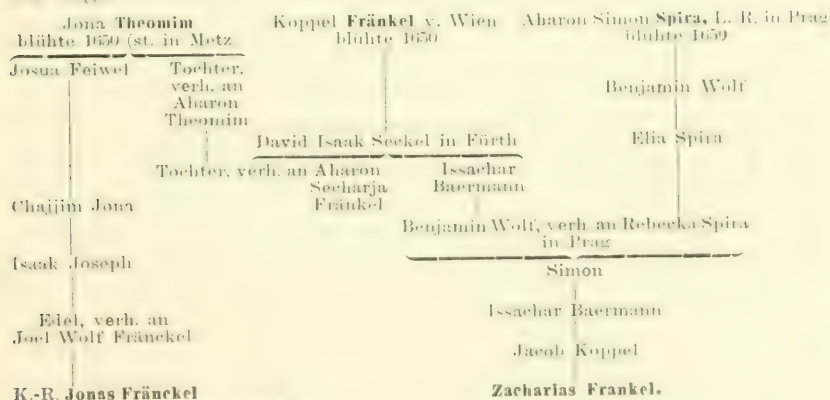 Jona Theomim
blühte 1650 (st. in Metz
Koppel Fränkel v. Wien
blühte 1650
Aharon Simon Spira, L. R. in Prag
blühte 1659
Josua Feiwel
Tochter,
verh. an
Aharon
Theomim
Benjamin Wolf
David Isaak Seckel in Fürth
Elia Spira
Tochter, verh. an Aharon
Secharja
Fränkel
Issachar
Baermann
Chajjim Jona
Benjamin Wolf, verh an Rebecka Spira
in Prag
Isaak Joseph
Simon
Edel, verh. an
Joel Wolf Fränckel
Issachar Baermann
Jacob Koppel
K.-R. Jonas Fränckel
Zacharias Frankel.